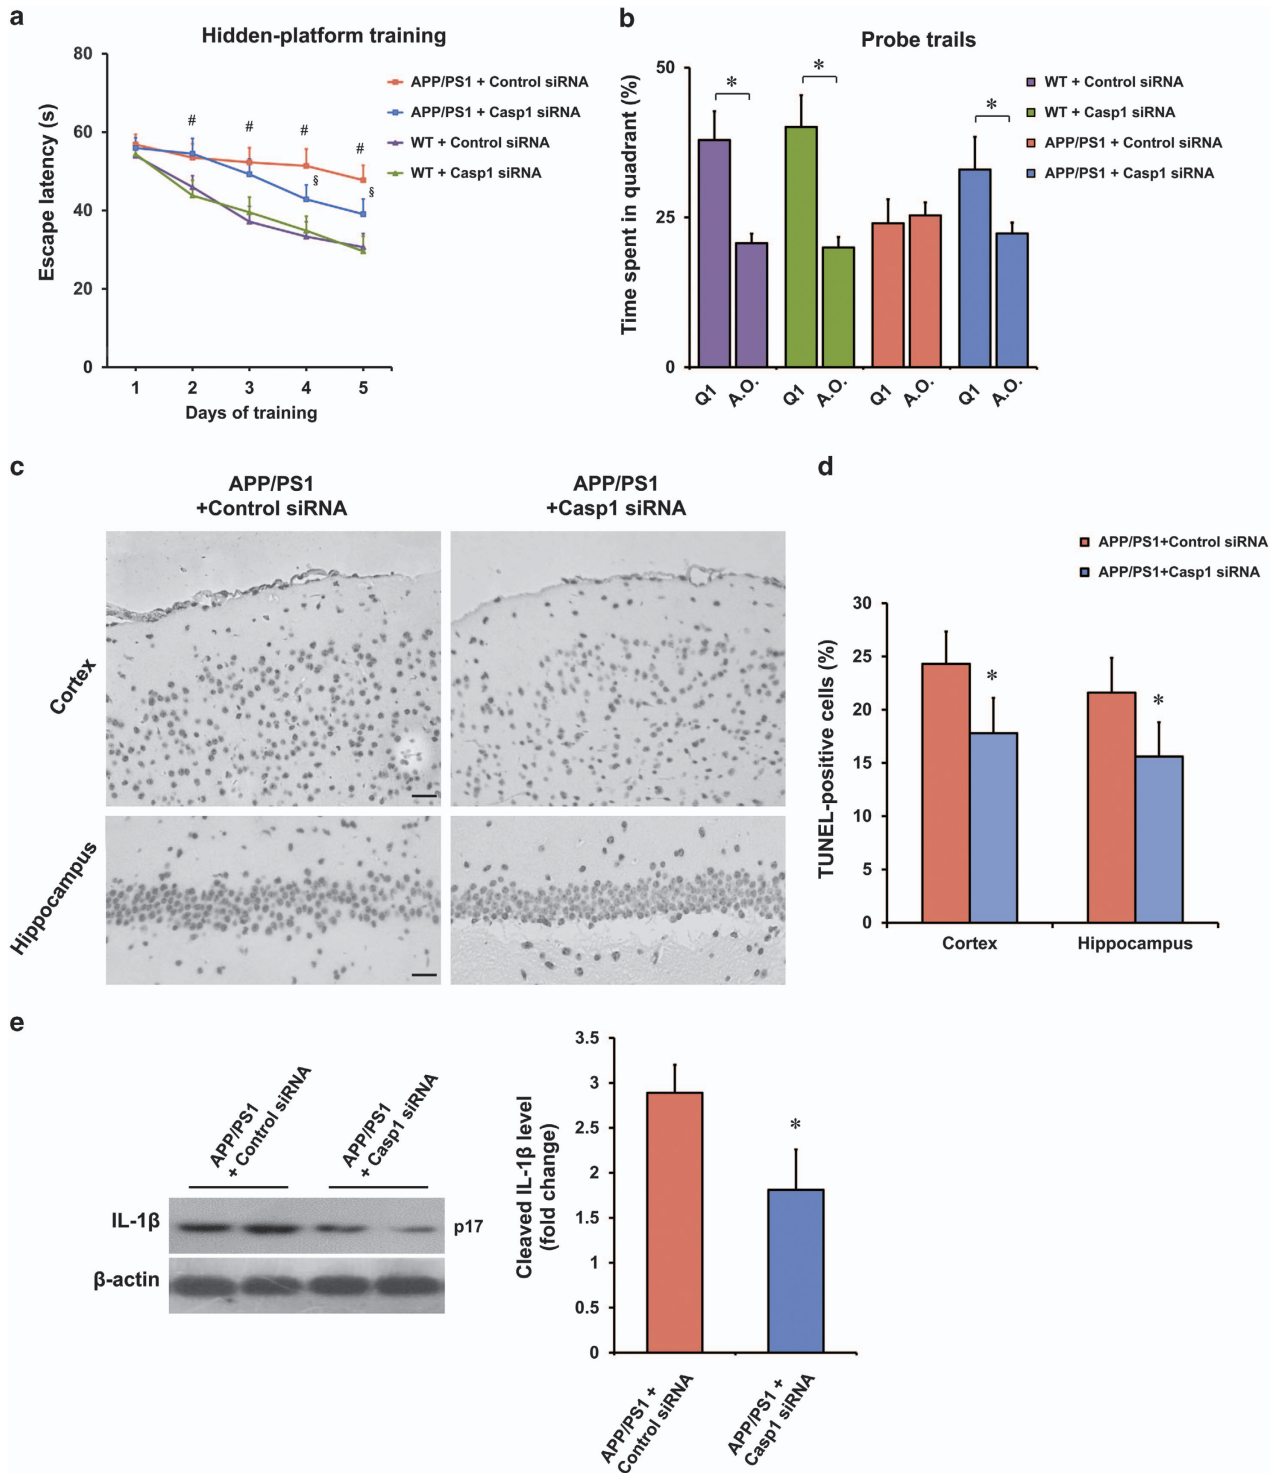 a
Hidden-platform training
80
60
40
20
0
Escape latency (s)
# # # #
§ §
1 2 3 4 5
Days of training
APP/PS1 + Control siRNA
APP/PS1 + Casp1 siRNA
WT + Control siRNA
WT + Casp1 siRNA
b
Probe trails
50
25
0
Time spent in quadrant (%)
* * *
Q1 A.O. Q1 A.O. Q1 A.O. Q1 A.O.
WT + Control siRNA
WT + Casp1 siRNA
APP/PS1 + Control siRNA
APP/PS1 + Casp1 siRNA
c
APP/PS1
+Control siRNA
APP/PS1
+Casp1 siRNA
Cortex
Hippocampus
d
APP/PS1+Control siRNA
APP/PS1+Casp1 siRNA
30
25
20
15
10
5
0
TUNEL-positive cells (%)
* *
Cortex Hippocampus
e
APP/PS1
+ Control siRNA
APP/PS1
+ Casp1 siRNA
IL-1β
p17
β-actin
3.5
3
2.5
2
1.5
1
0.5
0
Cleaved IL-1β level
(fold change)
*
APP/PS1 +
Control siRNA
APP/PS1 +
Casp1 siRNA